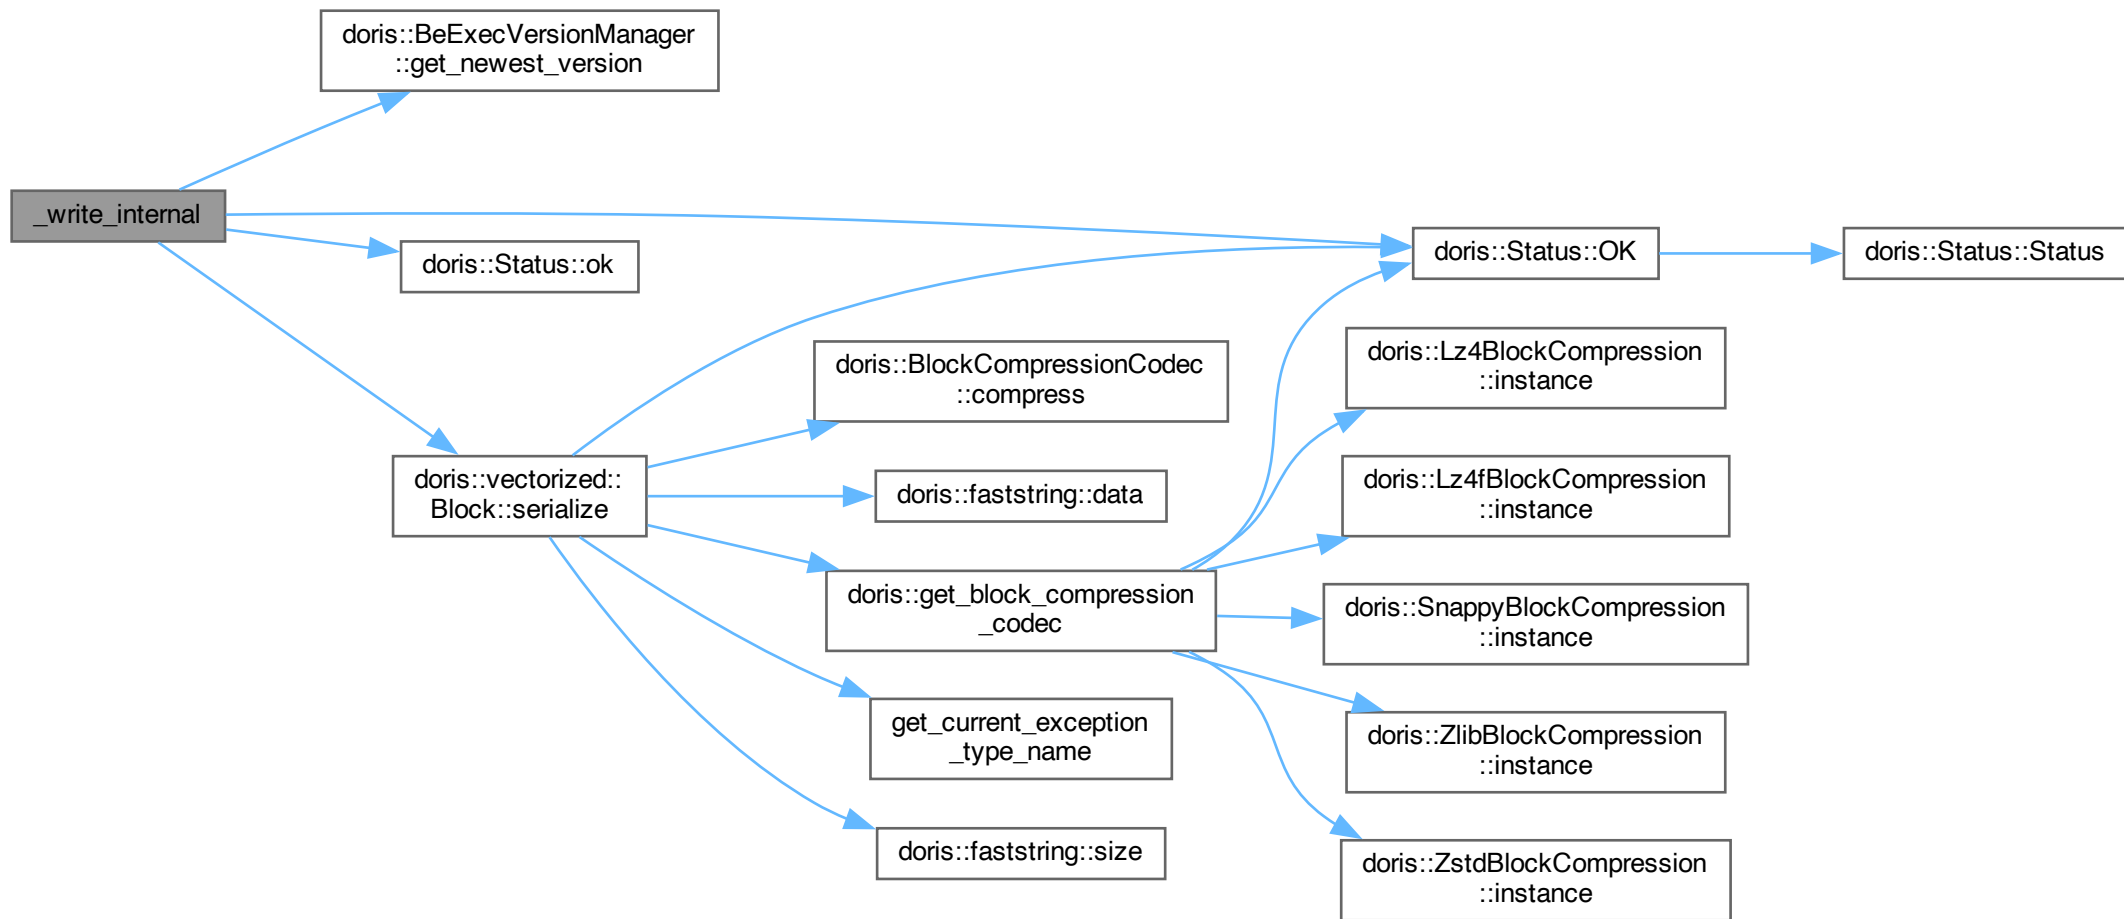 doris::BeExecVersionManager
::get_newest_version
_write_internal
doris::Status::ok
doris::Status::OK
doris::Status::Status
doris::BlockCompressionCodec
::compress
doris::Lz4BlockCompression
::instance
doris::vectorized::
Block::serialize
doris::faststring::data
doris::Lz4fBlockCompression
::instance
doris::get_block_compression
_codec
doris::SnappyBlockCompression
::instance
get_current_exception
_type_name
doris::ZlibBlockCompression
::instance
doris::faststring::size
doris::ZstdBlockCompression
::instance